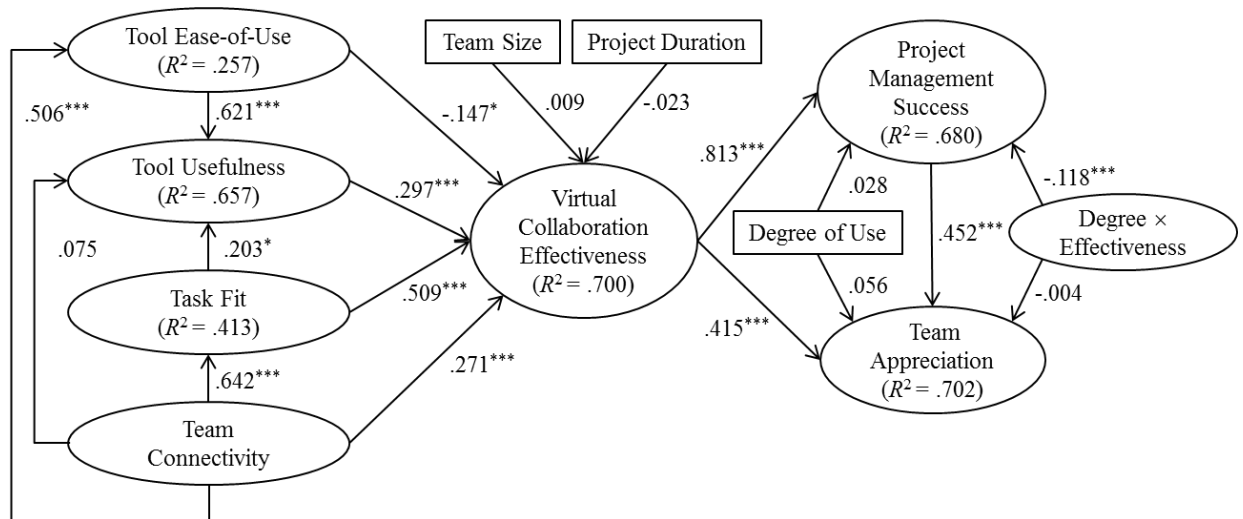 Tool Ease-of-Use
(R² = .257)
.506***
.621***
Tool Usefulness
(R² = .657)
.075
.203*
Task Fit
(R² = .413)
.642***
Team
Connectivity
Team Size
Project Duration
.009
-.023
-.147*
.297***
.509***
.271***
Virtual
Collaboration
Effectiveness
(R² = .700)
.813***
.415***
Project
Management
Success
(R² = .680)
.028
Degree of Use
.056
.452***
-.118***
Degree ×
Effectiveness
-.004
Team
Appreciation
(R² = .702)